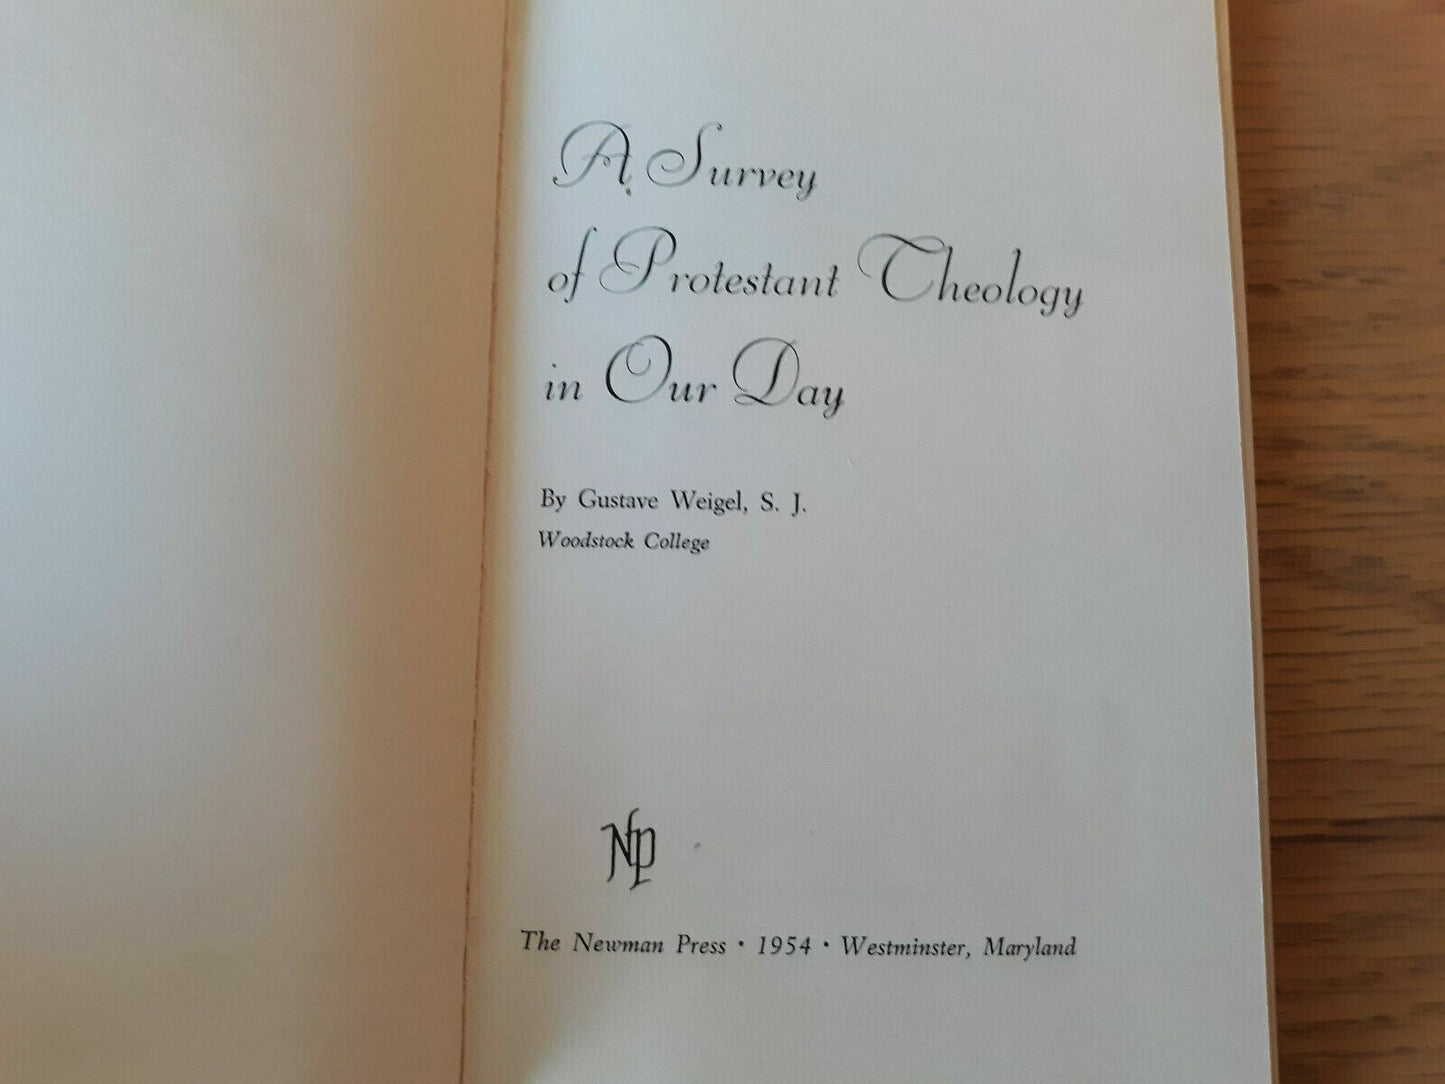 A Survey
of Protestant Theology
in Our Day
By Gustave Weigel, S. J.
Woodstock College
NP
The Newman Press • 1954 • Westminster, Maryland